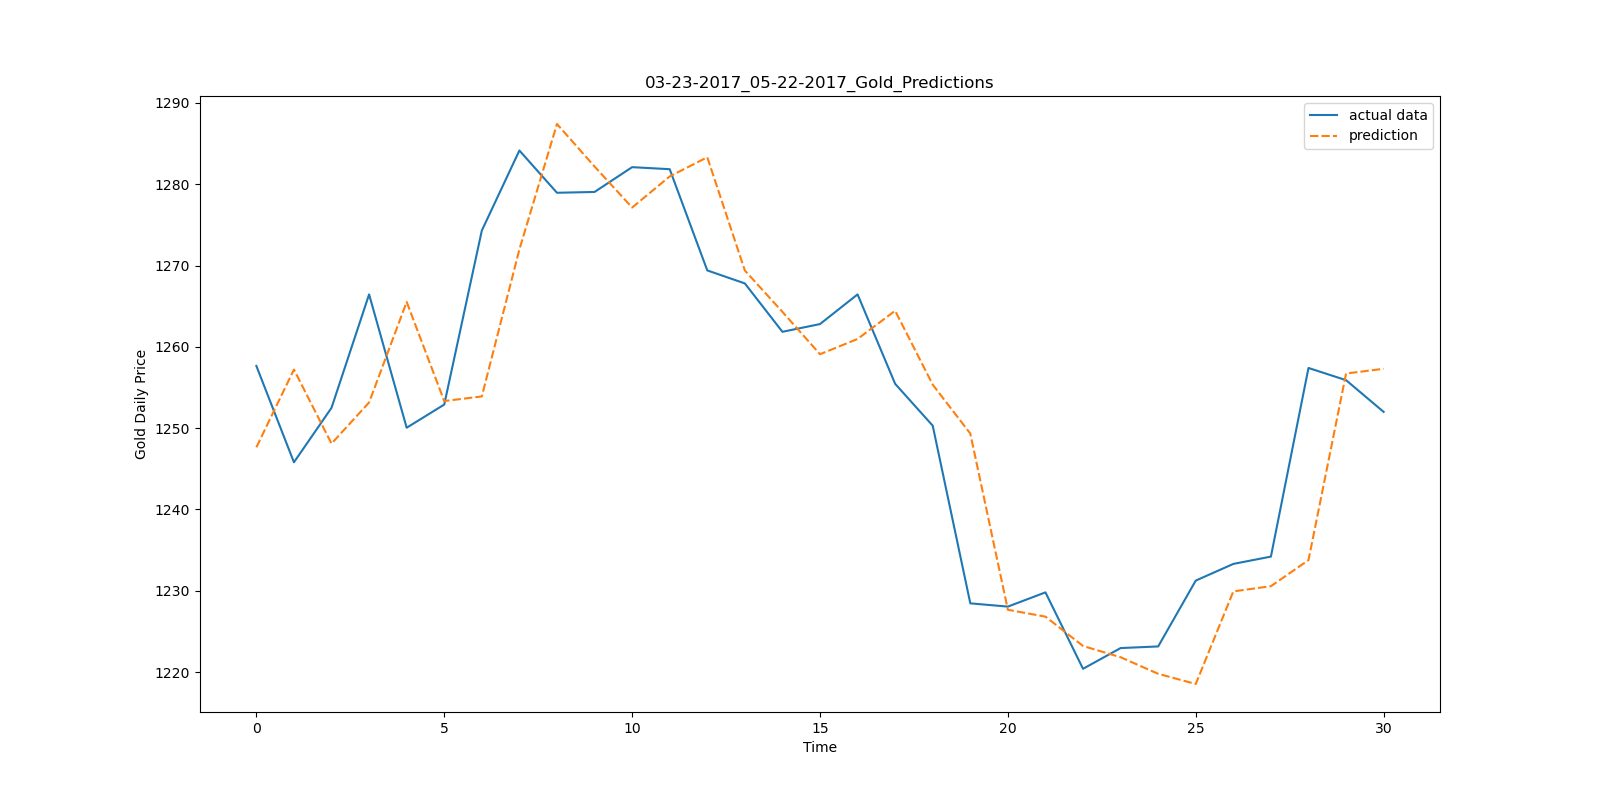 03-23-2017_05-22-2017_Gold_Predictions
actual data
prediction
1290
1280
1270
1260
1250
1240
1230
1220
Gold Daily Price
0 5 10 15 20 25 30
Time